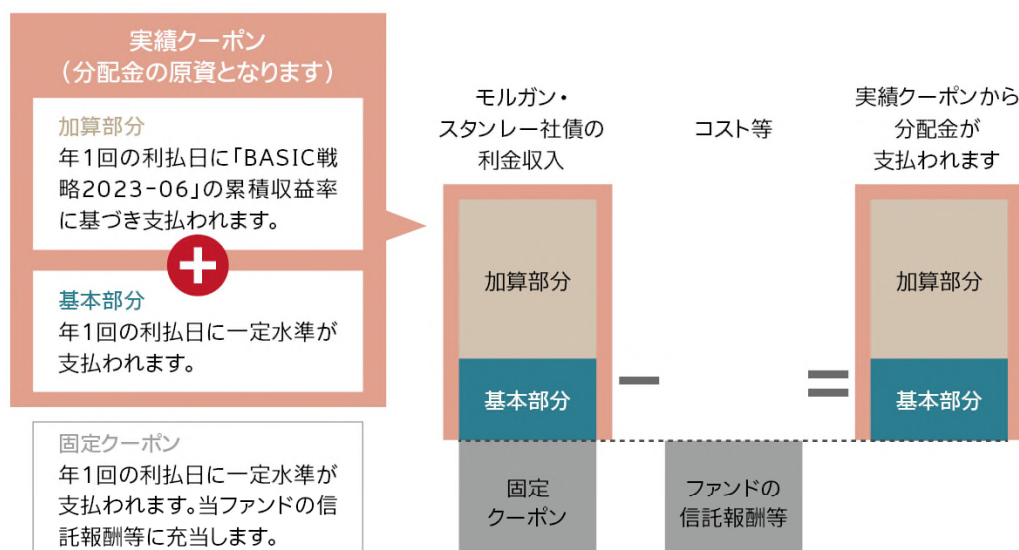 実績クーポン
（分配金の原資となります）
加算部分
年1回の利払日に「BASIC戦
略2023-06」の累積収益率
に基づき支払われます。
基本部分
年1回の利払日に一定水準が
支払われます。
固定クーポン
年1回の利払日に一定水準が
支払われます。当ファンドの信
託報酬等に充当します。
モルガン・
スタンレー社債の
利金収入
加算部分
基本部分
固定
クーポン
コスト等
ファンドの
信託報酬等
実績クーポンから
分配金が
支払われます
加算部分
基本部分